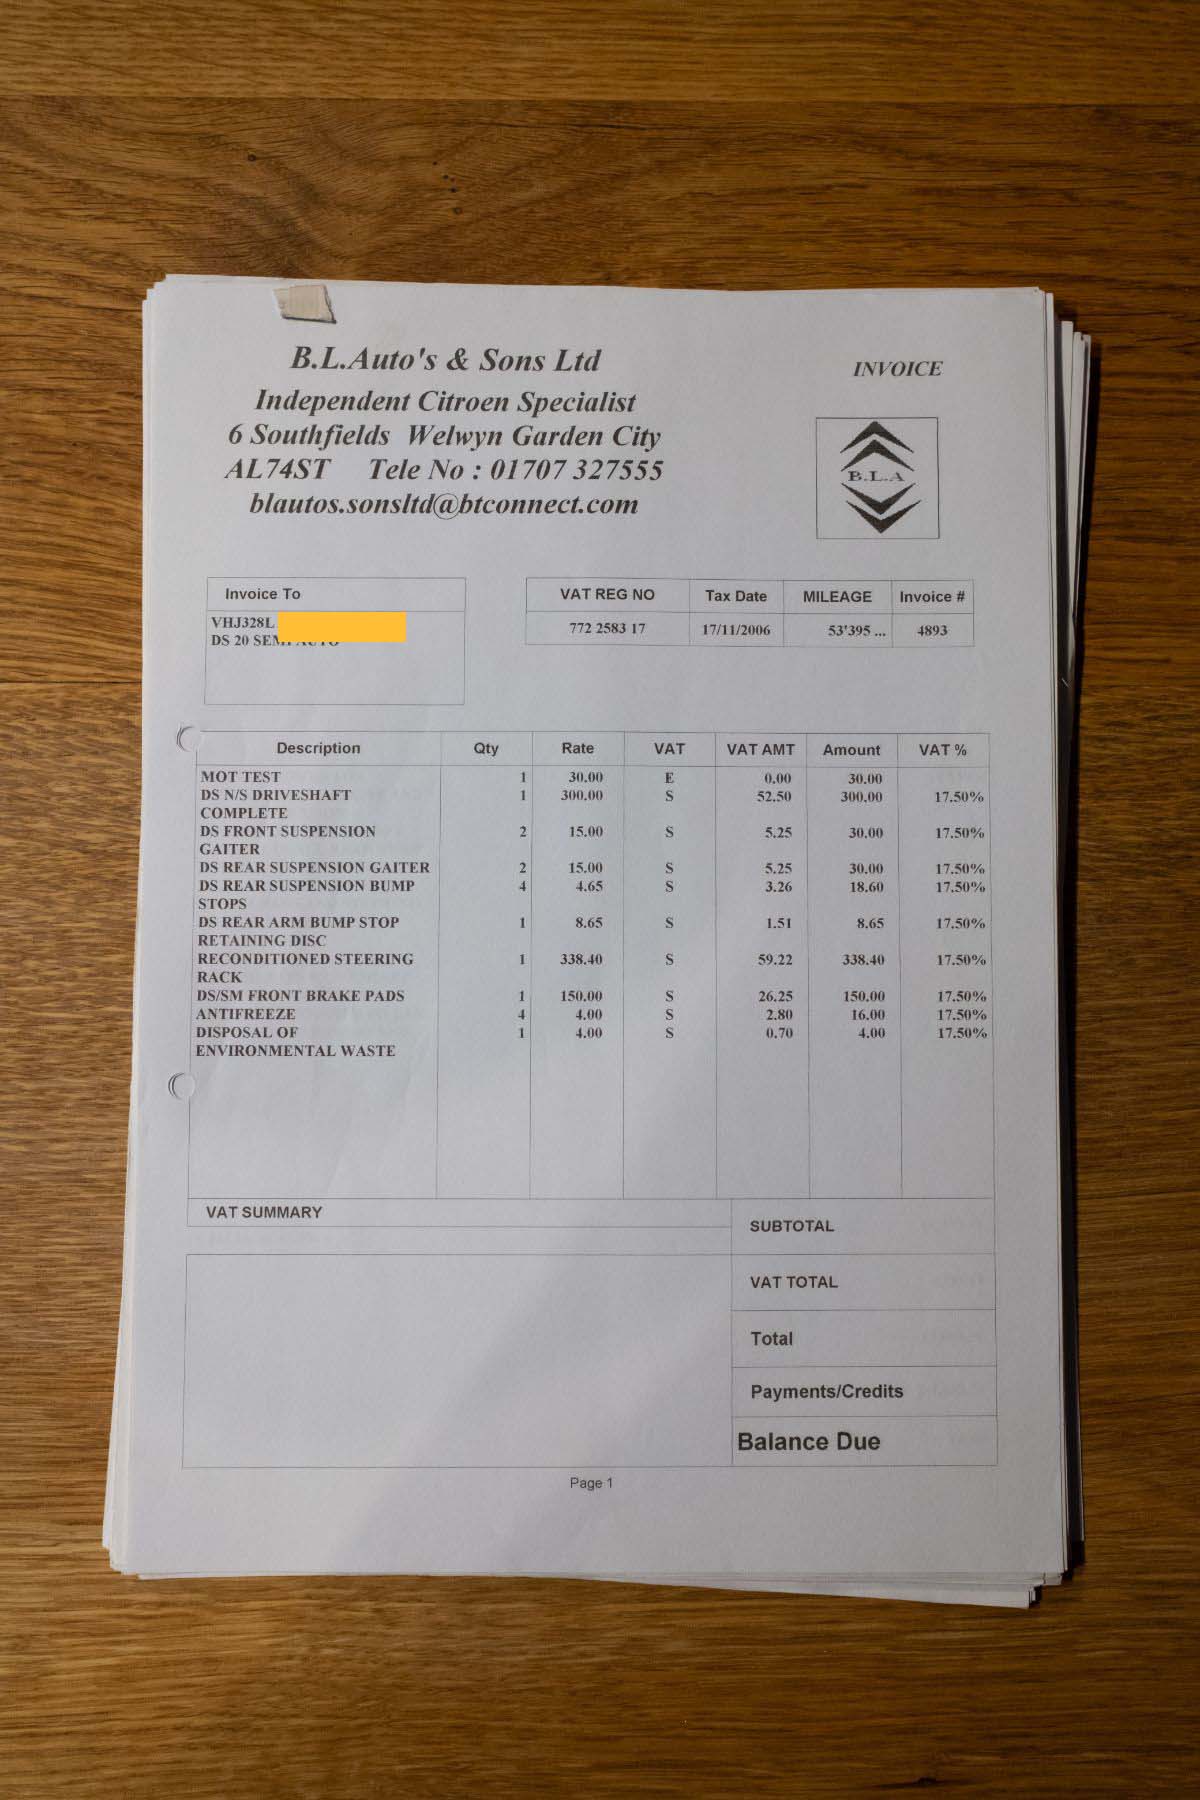 B.L.Auto's & Sons Ltd
INVOICE
Independent Citroen Specialist
6 Southfields Welwyn Garden City
AL74ST Tele No : 01707 327555
blautos.sonsltd@btconnect.com
B.L.A
Invoice To
VHJ328L
DS 20 SEMI AUTO
VAT REG NO Tax Date MILEAGE Invoice #
772 2583 17 17/11/2006 53'395 ... 4893
Description Qty Rate VAT VAT AMT Amount VAT %
MOT TEST 1 30.00 E 0.00 30.00
DS N/S DRIVESHAFT 1 300.00 S 52.50 300.00 17.50%
COMPLETE
DS FRONT SUSPENSION 2 15.00 S 5.25 30.00 17.50%
GAITER
DS REAR SUSPENSION GAITER 2 15.00 S 5.25 30.00 17.50%
DS REAR SUSPENSION BUMP 4 4.65 S 3.26 18.60 17.50%
STOPS
DS REAR ARM BUMP STOP 1 8.65 S 1.51 8.65 17.50%
RETAINING DISC
RECONDITIONED STEERING 1 338.40 S 59.22 338.40 17.50%
RACK
DS/SM FRONT BRAKE PADS 1 150.00 S 26.25 150.00 17.50%
ANTIFREEZE 4 4.00 S 2.80 16.00 17.50%
DISPOSAL OF 1 4.00 S 0.70 4.00 17.50%
ENVIRONMENTAL WASTE
VAT SUMMARY
SUBTOTAL
VAT TOTAL
Total
Payments/Credits
Balance Due
Page 1